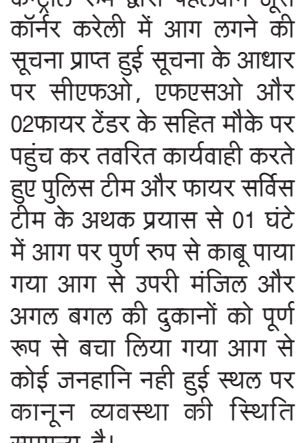 कन्ट्रोल रूम द्वारा पहलवान जूस
कॉर्नर करेली में आग लगने की
सूचना प्राप्त हुई सूचना के आधार
पर सीएफओ, एफएसओ और
02फायर टेंडर के सहित मौके पर
पहुंच कर तवरित कार्यवाही करते
हुए पुलिस टीम और फायर सर्विस
टीम के अथक प्रयास से 01 घंटे
में आग पर पुर्ण रुप से काबू पाया
गया आग से उपरी मंजिल और
अगल बगल की दुकानों को पूर्ण
रूप से बचा लिया गया आग से
कोई जनहानि नही हुई स्थल पर
कानून व्यवस्था की स्थिति
सामान्य है।